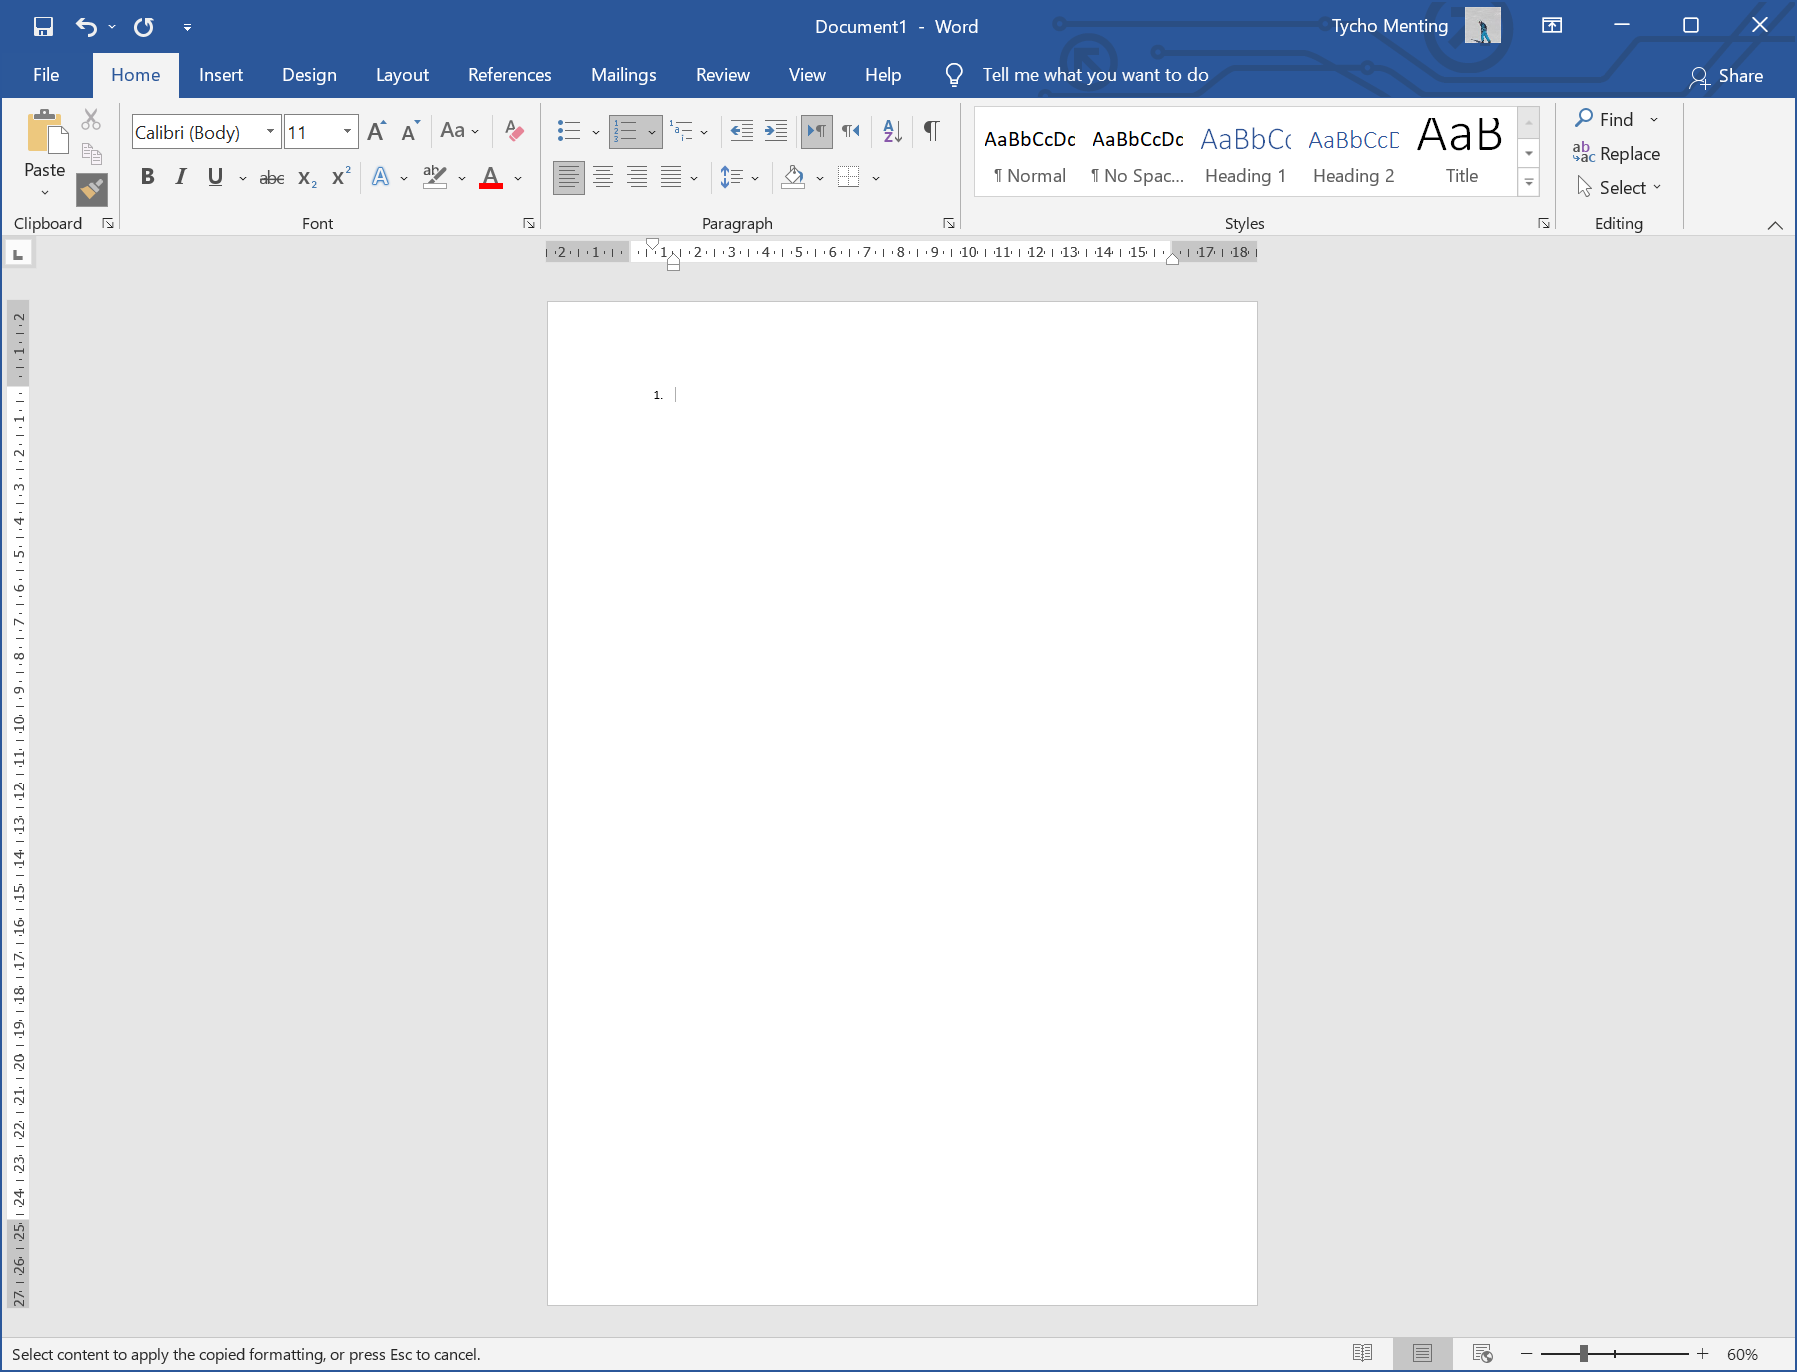 Document1 - Word
Tycho Menting
File Home Insert Design Layout References Mailings Review View Help Tell me what you want to do Share
Calibri (Body) 11 Aa
AaBbCcDc AaBbCcDc AaBbCc AaBbCcD AaB
Find
Replace
Select
Paste
B I U abc X₂ X² A ab A
¶ Normal ¶ No Spac... Heading 1 Heading 2 Title
Clipboard Font Paragraph Styles Editing
2 1 1 2 3 4 5 6 7 8 9 10 11 12 13 14 15 17 18
2
1
1
2
3
4
5
6
7
8
9
10
11
12
13
14
15
16
17
18
19
20
21
22
23
24
25
26
27
1.
Select content to apply the copied formatting, or press Esc to cancel. 60%